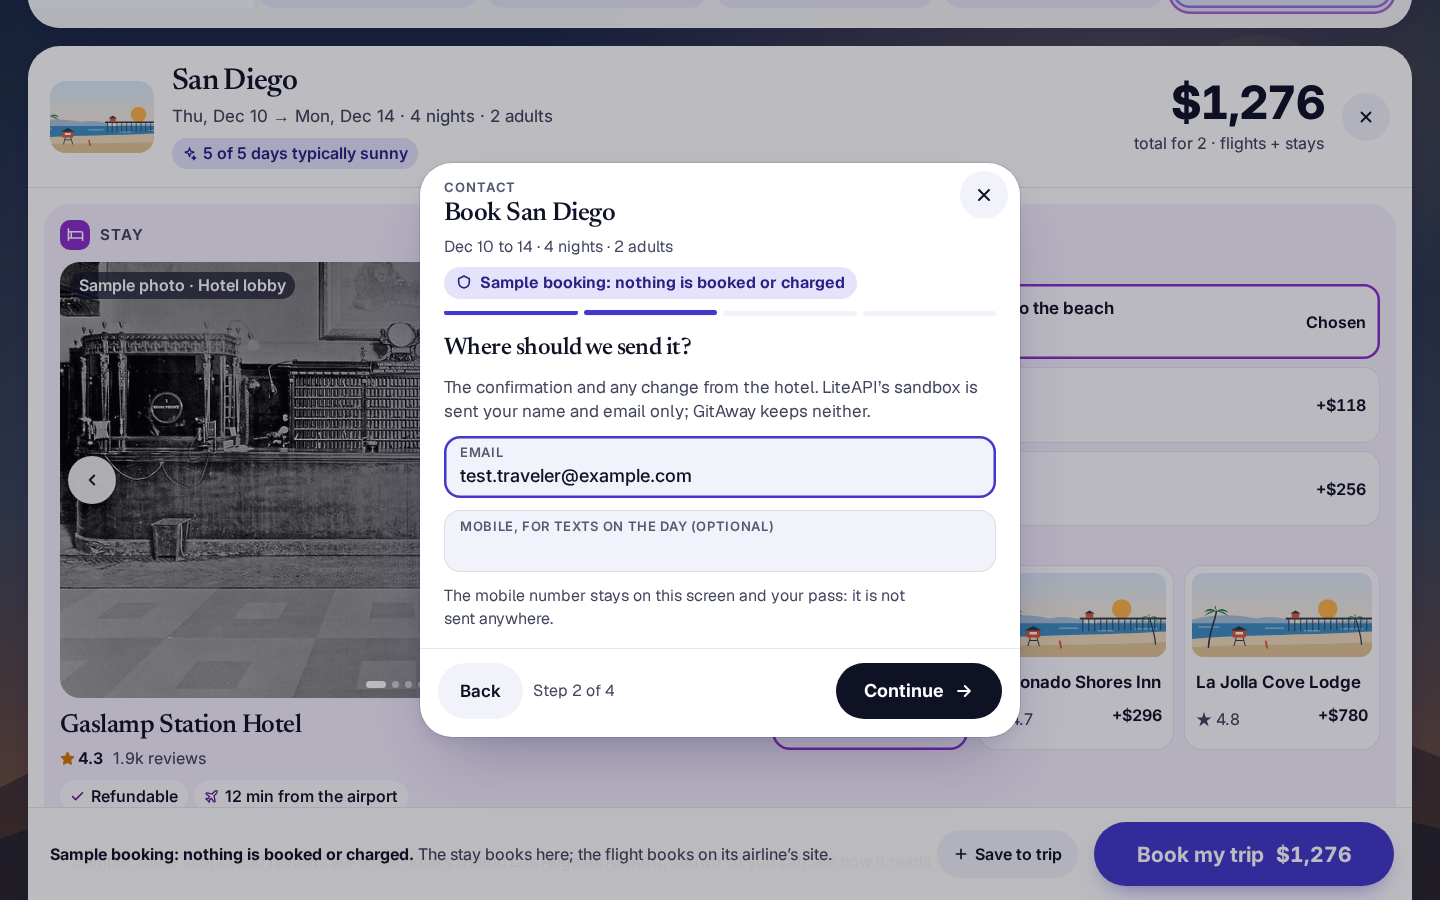 San Diego
Thu, Dec 10 → Mon, Dec 14 · 4 nights · 2 adults
5 of 5 days typically sunny
$1,276
total for 2 · flights + stays
STAY
Sample photo · Hotel lobby
CONTACT
Book San Diego
Dec 10 to 14 · 4 nights · 2 adults
Sample booking: nothing is booked or charged
Where should we send it?
The confirmation and any change from the hotel. LiteAPI’s sandbox is
sent your name and email only; GitAway keeps neither.
EMAIL
test.traveler@example.com
MOBILE, FOR TEXTS ON THE DAY (OPTIONAL)
The mobile number stays on this screen and your pass: it is not
sent anywhere.
Back
Step 2 of 4
Continue →
o the beach
Chosen
+$118
+$256
onado Shores Inn
4.7
+$296
La Jolla Cove Lodge
★ 4.8
+$780
Gaslamp Station Hotel
★ 4.3 1.9k reviews
Refundable
12 min from the airport
Sample booking: nothing is booked or charged. The stay books here; the flight books on its airline’s site.
+ Save to trip
Book my trip $1,276